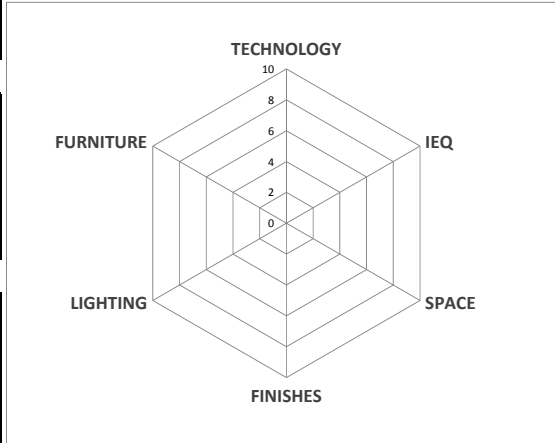 TECHNOLOGY
10
8
6
4
2
0
FURNITURE
IEQ
LIGHTING
SPACE
FINISHES